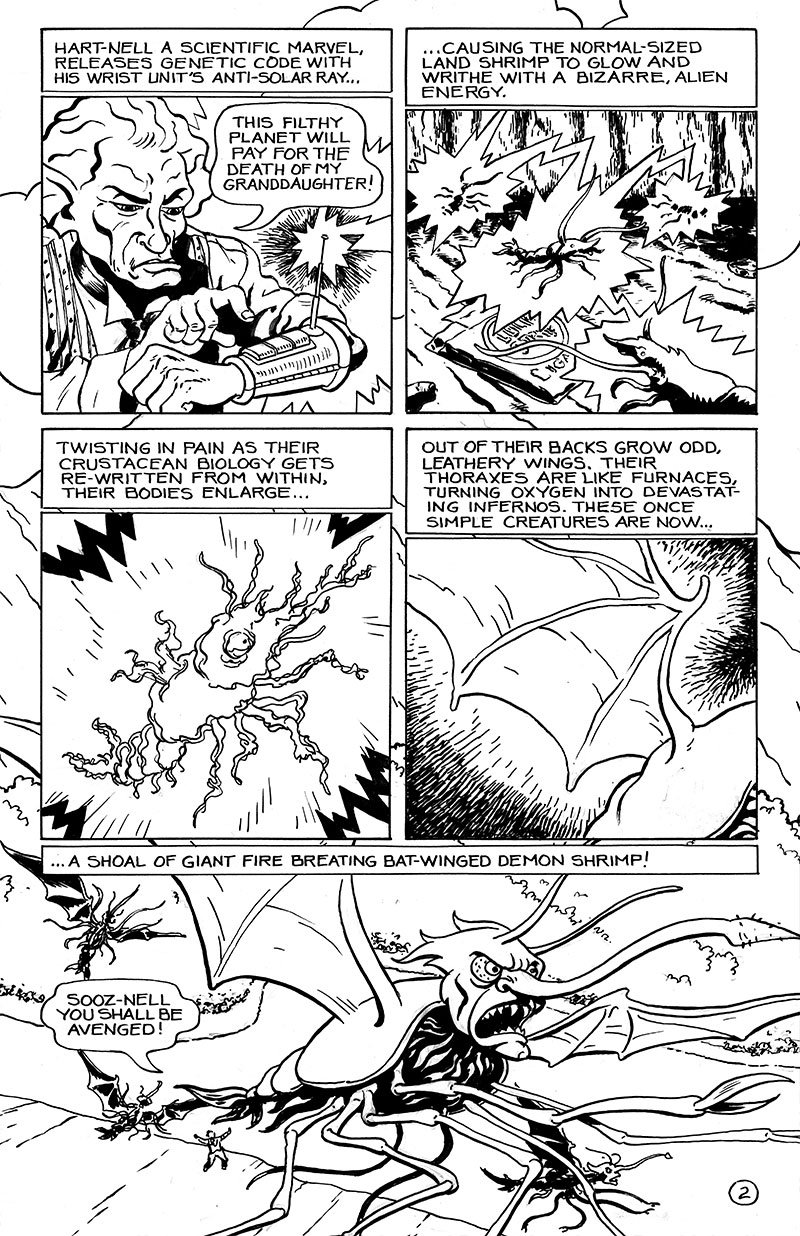 HART-NELL A SCIENTIFIC MARVEL,
RELEASES GENETIC CODE WITH
HIS WRIST UNIT'S ANTI-SOLAR RAY...
THIS FILTHY
PLANET WILL
PAY FOR THE
DEATH OF MY
GRANDDAUGHTER!
...CAUSING THE NORMAL-SIZED
LAND SHRIMP TO GLOW AND
WRITHE WITH A BIZARRE, ALIEN
ENERGY.
TWISTING IN PAIN AS THEIR
CRUSTACEAN BIOLOGY GETS
RE-WRITTEN FROM WITHIN,
THEIR BODIES ENLARGE...
OUT OF THEIR BACKS GROW ODD,
LEATHERY WINGS. THEIR
THORAXES ARE LIKE FURNACES,
TURNING OXYGEN INTO DEVASTAT-
ING INFERNOS. THESE ONCE
SIMPLE CREATURES ARE NOW...
...A SHOAL OF GIANT FIRE BREATING BAT-WINGED DEMON SHRIMP!
SOOZ-NELL
YOU SHALL BE
AVENGED!
2